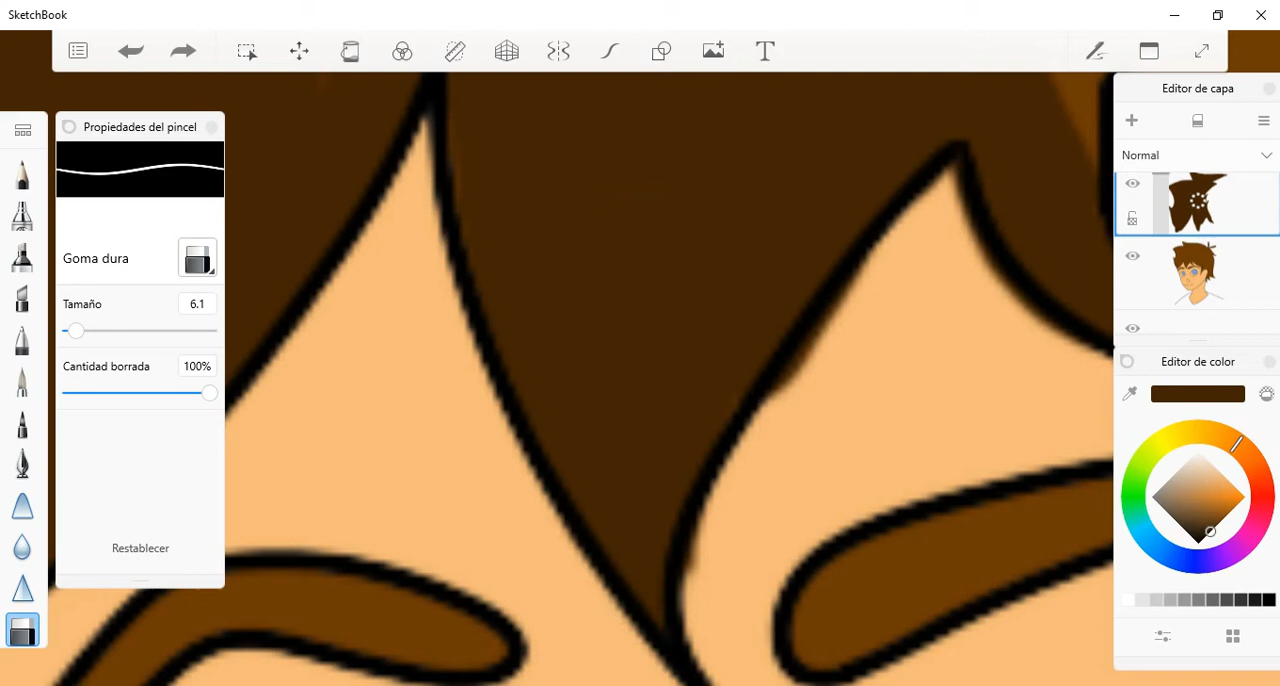 SketchBook
Propiedades del pincel
Goma dura
Tamaño 6.1
Cantidad borrada 100%
Restablecer
Editor de capa
Normal
Editor de color